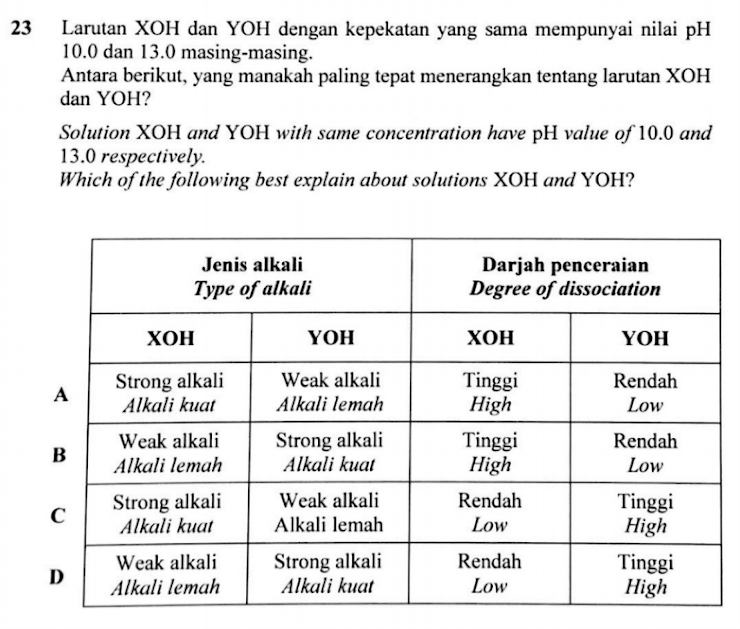 23 Larutan XOH dan YOH dengan kepekatan yang sama mempunyai nilai pH
10.0 dan 13.0 masing-masing.
Antara berikut, yang manakah paling tepat menerangkan tentang larutan XOH
dan YOH?
Solution XOH and YOH with same concentration have pH value of 10.0 and
13.0 respectively.
Which of the following best explain about solutions XOH and YOH?
Jenis alkali Darjah penceraian
Type of alkali Degree of dissociation
XOH YOH XOH YOH
A Strong alkali Weak alkali Tinggi Rendah
Alkali kuat Alkali lemah High Low
B Weak alkali Strong alkali Tinggi Rendah
Alkali lemah Alkali kuat High Low
C Strong alkali Weak alkali Rendah Tinggi
Alkali kuat Alkali lemah Low High
D Weak alkali Strong alkali Rendah Tinggi
Alkali lemah Alkali kuat Low High